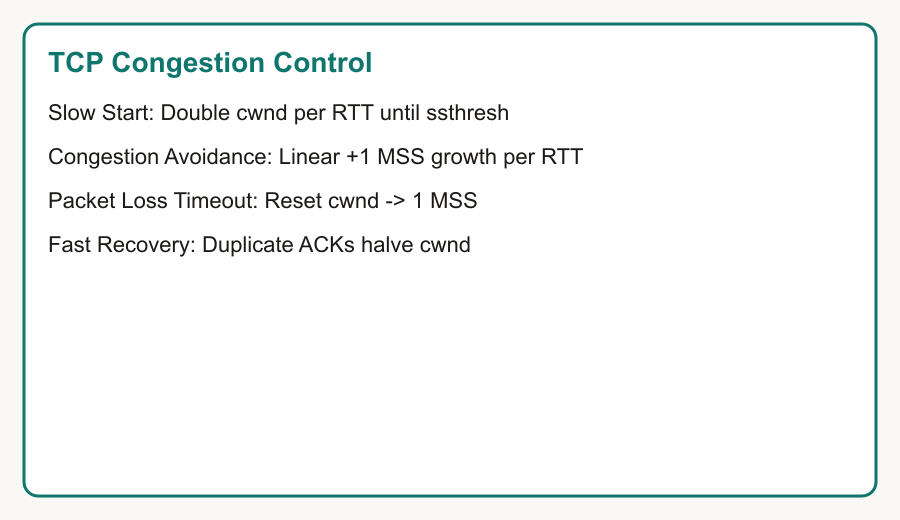 TCP Congestion Control
Slow Start: Double cwnd per RTT until ssthresh
Congestion Avoidance: Linear +1 MSS growth per RTT
Packet Loss Timeout: Reset cwnd -> 1 MSS
Fast Recovery: Duplicate ACKs halve cwnd